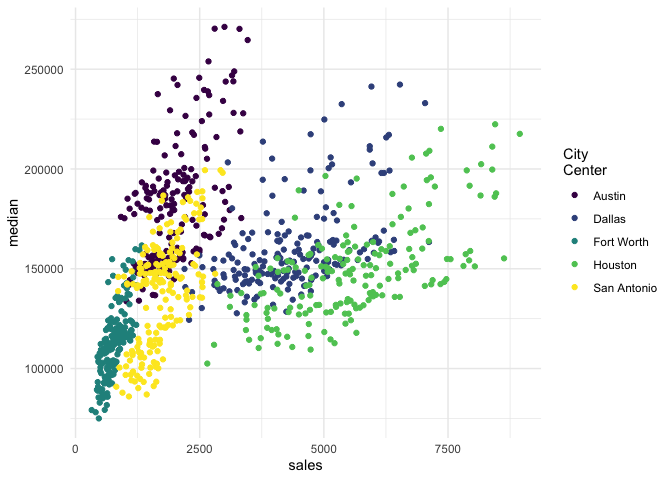 250000
200000
150000
100000
median
0
2500
5000
7500
sales
City
Center
Austin
Dallas
Fort Worth
Houston
San Antonio